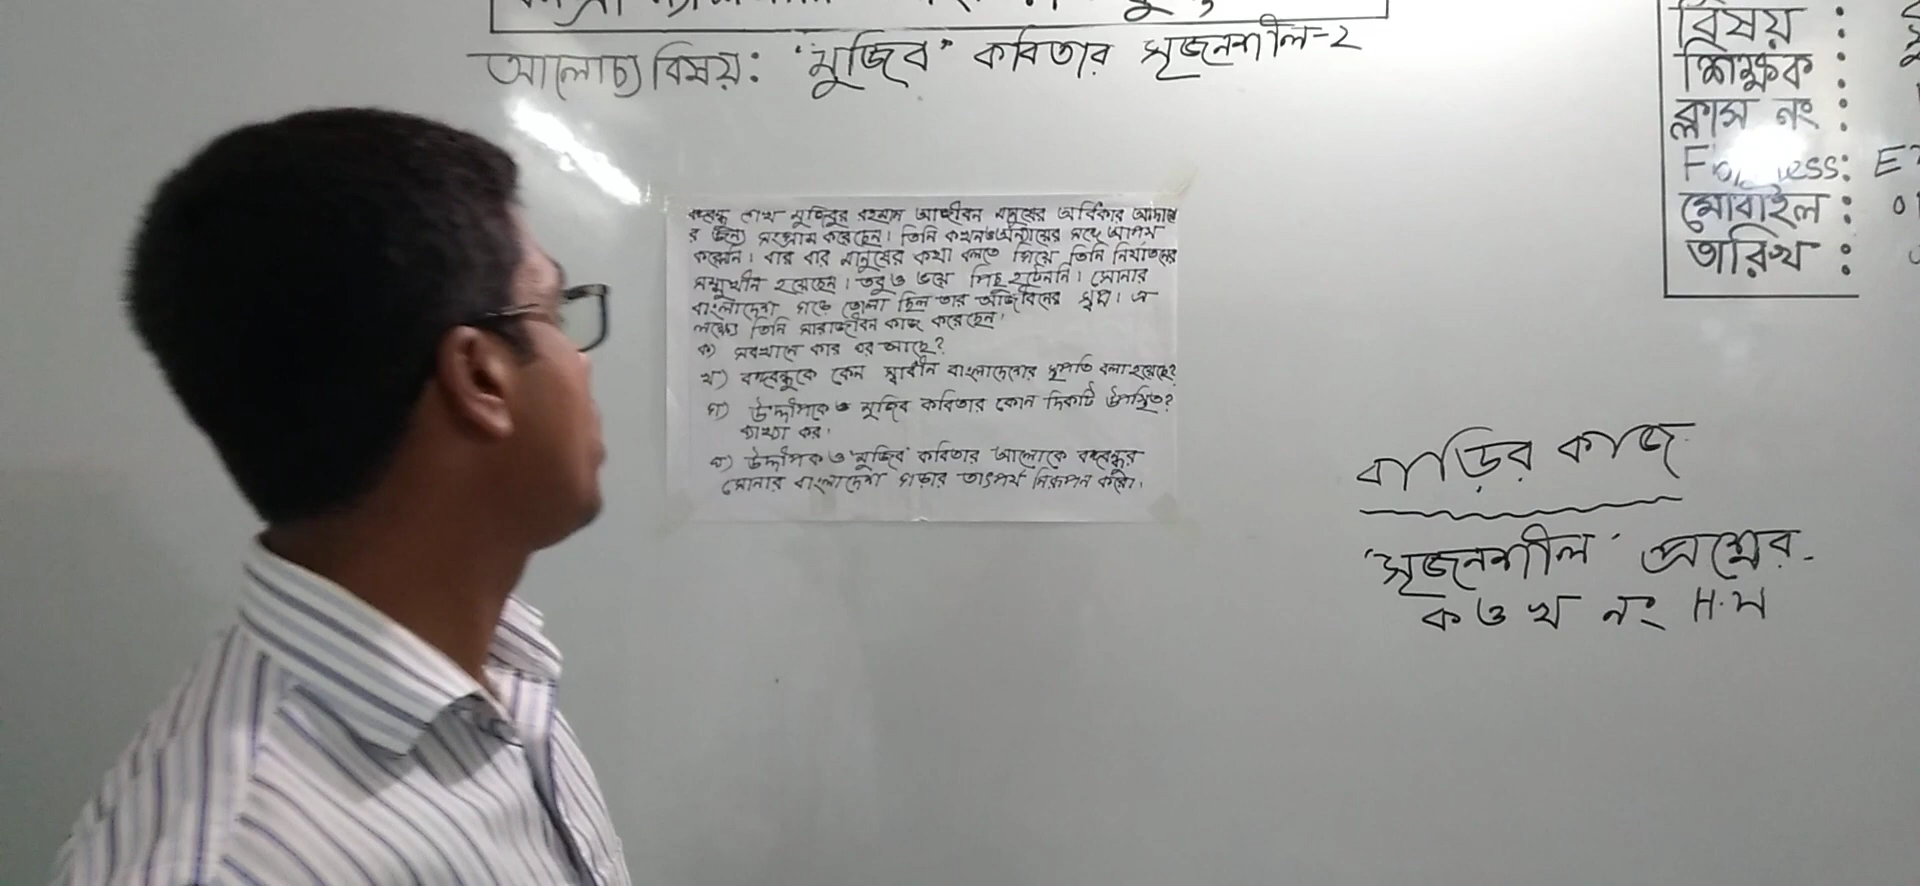 আলোচ্য বিষয়: 'মুজিব' কবিতার সৃজনশীল-২
বঙ্গবন্ধু শেখ মুজিবুর রহমান আজীবন মানুষের অধিকার আদায়ে
র জন্য সংগ্রাম করেছেন। তিনি কখনও অন্যায়ের সঙ্গে আপস
করেননি। বার বার মানুষের কথা বলতে গিয়ে তিনি নির্যাতনের
সম্মুখীন হয়েছেন। তবু ও ভয়ে পিছু হটেননি। সোনার
বাংলাদেশ গড়ে তোলা ছিল তার আজীবনের স্বপ্ন। এ
লক্ষ্যে তিনি সারাজীবন কাজ করেছেন।
ক) সবখানে কার ঘর আছে?
খ) বঙ্গবন্ধুকে কেন স্বাধীন বাংলাদেশের স্থপতি বলা হয়েছে?
গ) উদ্দীপকে ও মুজিব কবিতার কোন দিকটি উপস্থিত?
ব্যাখ্যা কর।
ঘ) উদ্দীপক ও 'মুজিব' কবিতার আলোকে বঙ্গবন্ধুর
সোনার বাংলাদেশ গড়ার তাৎপর্য নিরূপন করো।
বিষয় :
শিক্ষক :
ক্লাস নং :
মোবাইল : 0
তারিখ :
বাড়ির কাজ
'সৃজনশীল' প্রশ্নের
ক ও খ নং H.W